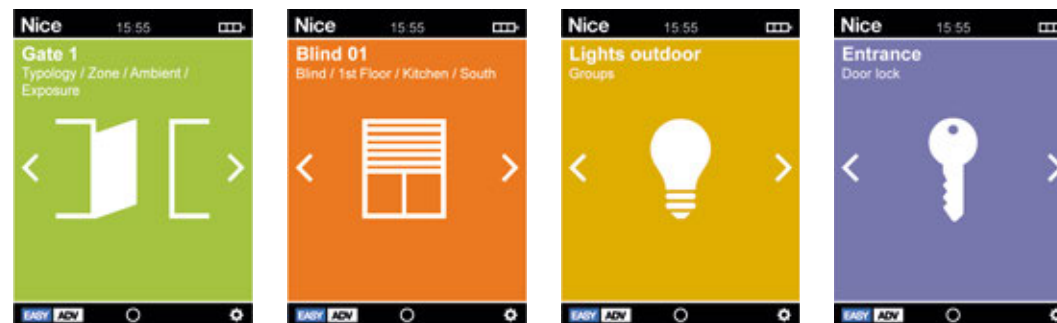 Nice 15:55
Gate 1
Typology / Zone / Ambient /
Exposure
EASY ADV
Nice 15:55
Blind 01
Blind / 1st Floor / Kitchen / South
EASY ADV
Nice 15:55
Lights outdoor
Groups
EASY ADV
Nice 15:55
Entrance
Door lock
EASY ADV